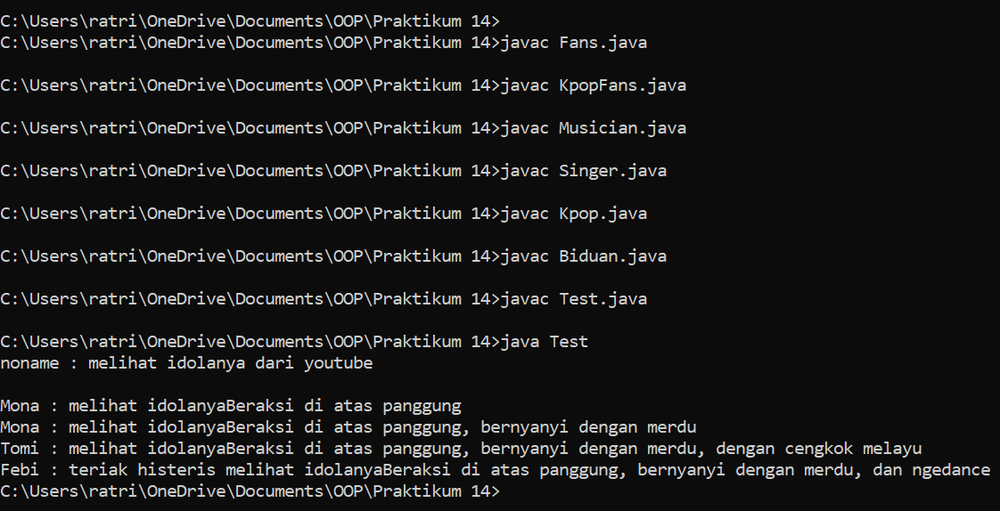 C:\Users\ratri\OneDrive\Documents\OOP\Praktikum 14>
C:\Users\ratri\OneDrive\Documents\OOP\Praktikum 14>javac Fans.java
C:\Users\ratri\OneDrive\Documents\OOP\Praktikum 14>javac KpopFans.java
C:\Users\ratri\OneDrive\Documents\OOP\Praktikum 14>javac Musician.java
C:\Users\ratri\OneDrive\Documents\OOP\Praktikum 14>javac Singer.java
C:\Users\ratri\OneDrive\Documents\OOP\Praktikum 14>javac Kpop.java
C:\Users\ratri\OneDrive\Documents\OOP\Praktikum 14>javac Biduan.java
C:\Users\ratri\OneDrive\Documents\OOP\Praktikum 14>javac Test.java
C:\Users\ratri\OneDrive\Documents\OOP\Praktikum 14>java Test
noname : melihat idolanya dari youtube
Mona : melihat idolanyaBeraksi di atas panggung
Mona : melihat idolanyaBeraksi di atas panggung, bernyanyi dengan merdu
Tomi : melihat idolanyaBeraksi di atas panggung, bernyanyi dengan merdu, dengan cengkok melayu
Febi : teriak histeris melihat idolanyaBeraksi di atas panggung, bernyanyi dengan merdu, dan ngedance
C:\Users\ratri\OneDrive\Documents\OOP\Praktikum 14>